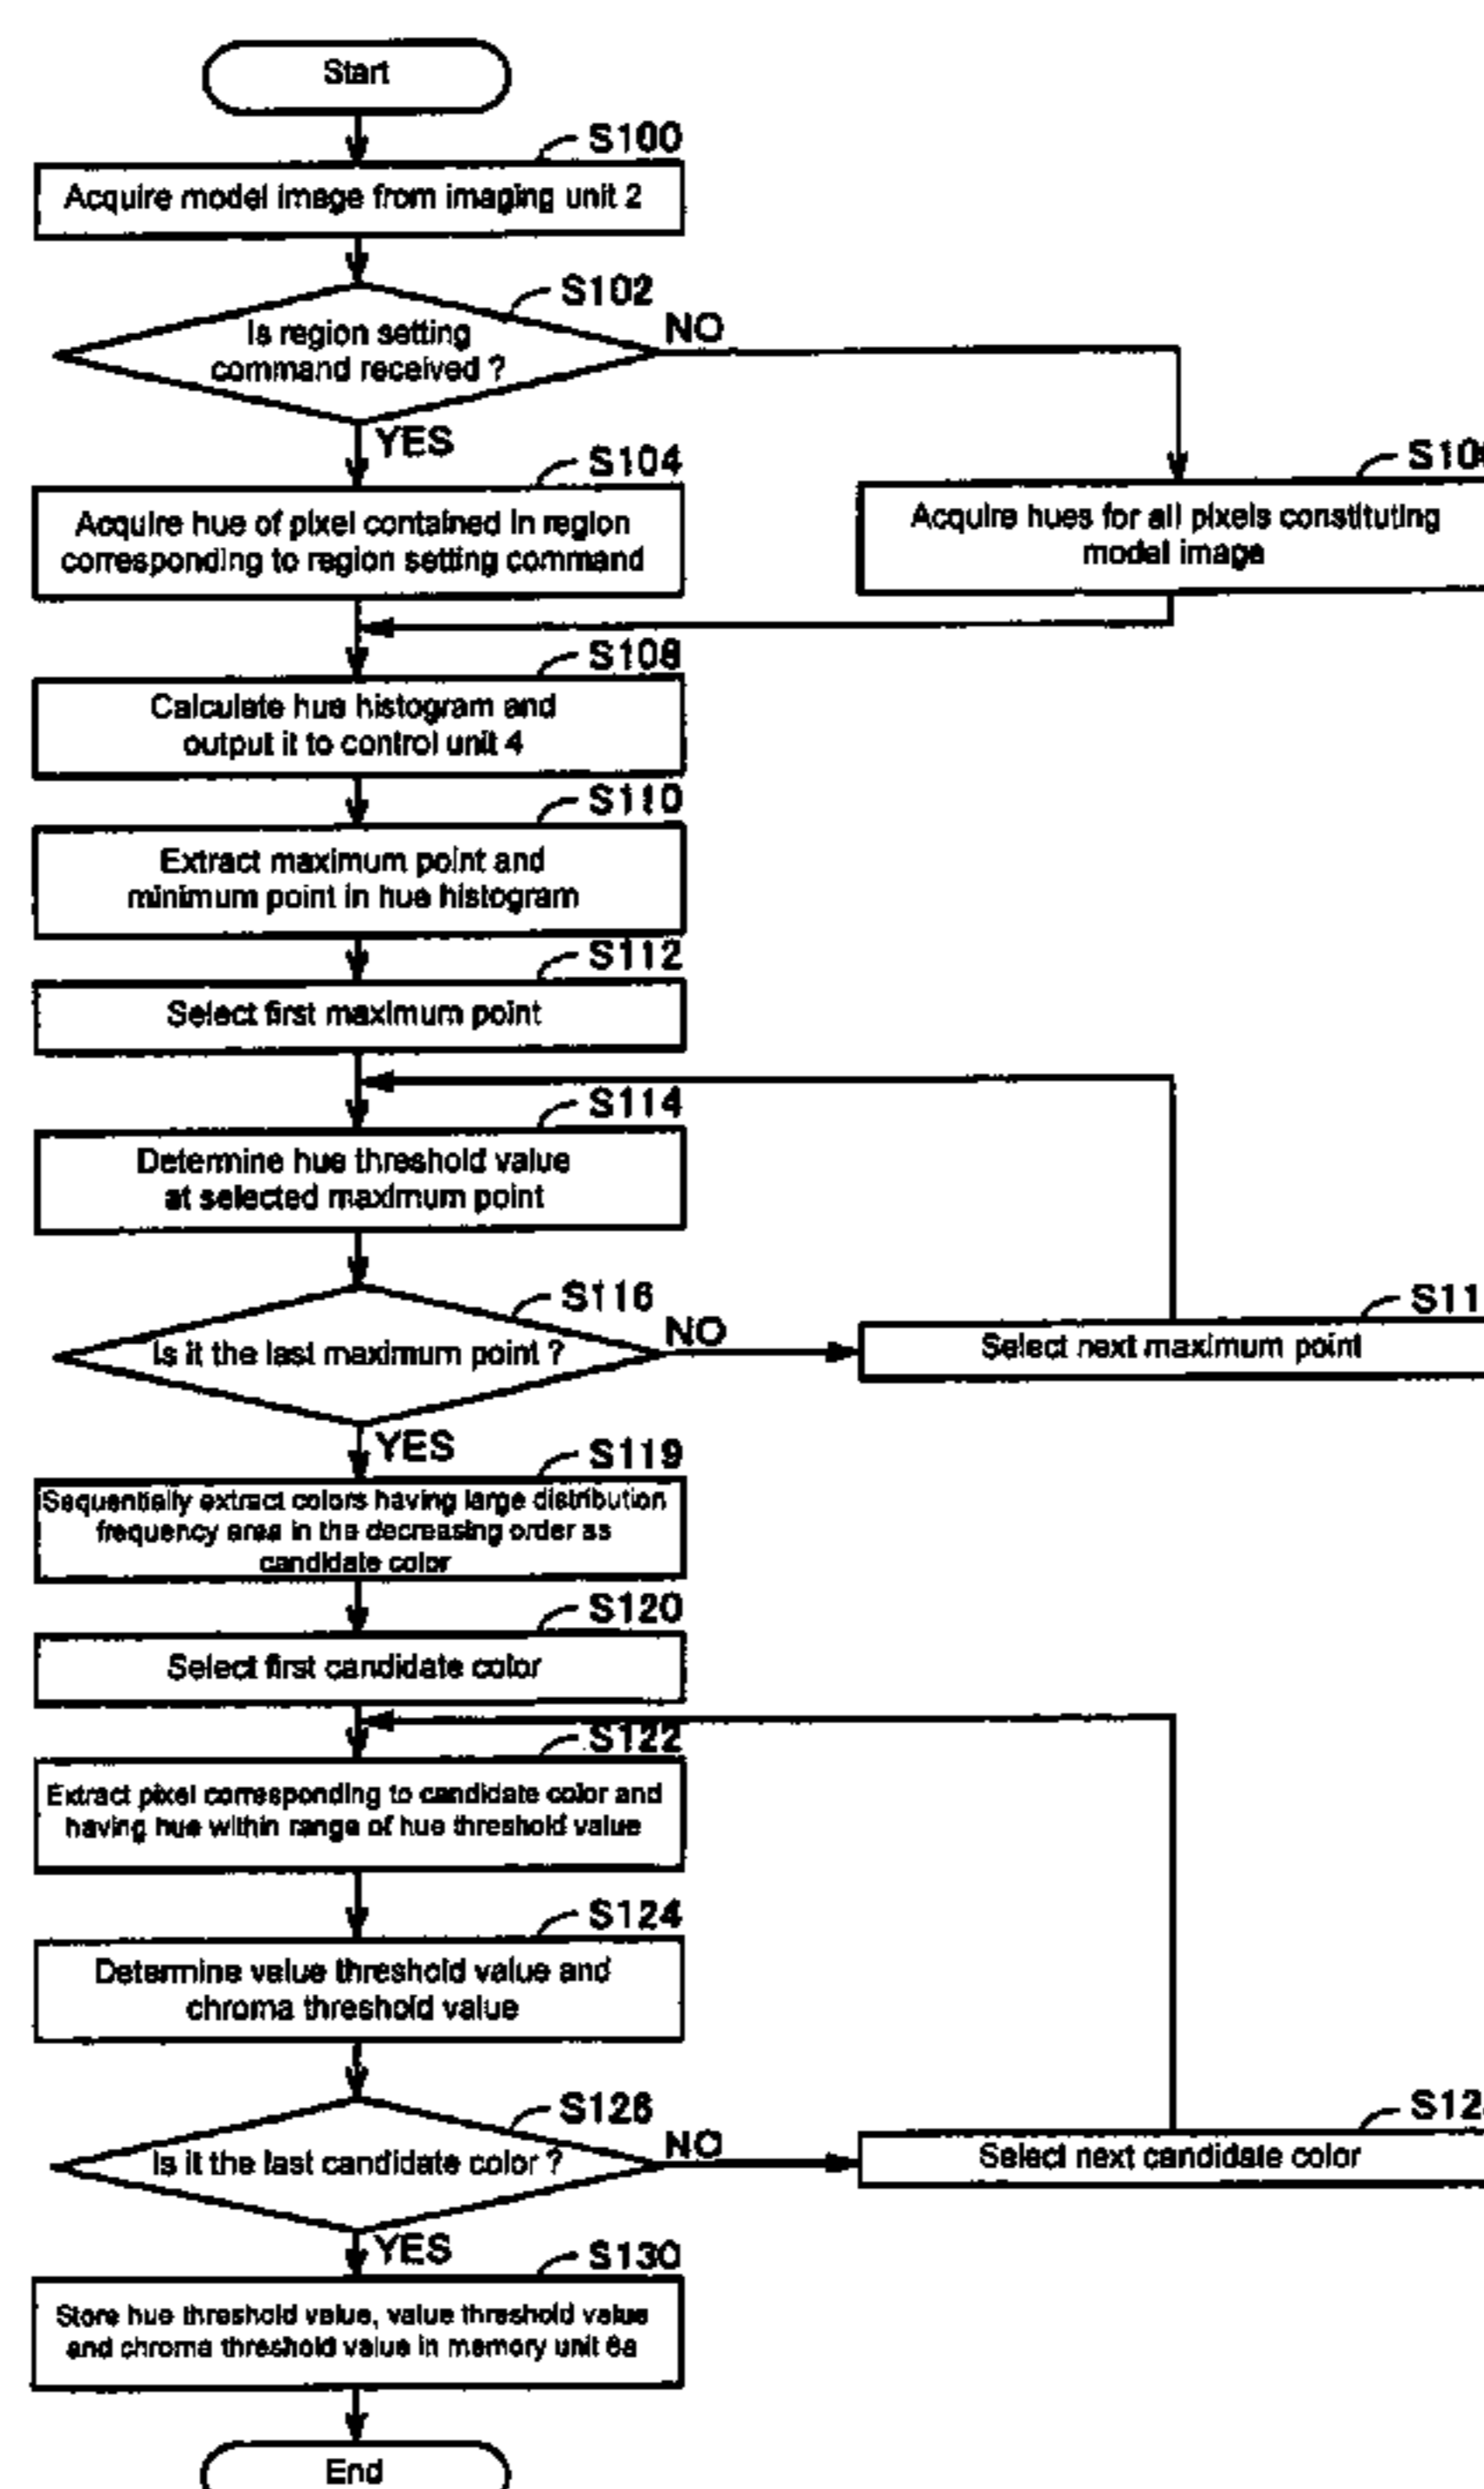 Start
S100
Acquire model image from imaging unit 2
S102
Is region setting
command received ?
NO
YES
S104
Acquire hue of pixel contained in region
corresponding to region setting command
S10
Acquire hues for all pixels constituting
model image
S108
Calculate hue histogram and
output it to control unit 4
S110
Extract maximum point and
minimum point in hue histogram
S112
Select first maximum point
S114
Determine hue threshold value
at selected maximum point
S116
Is it the last maximum point ?
NO
S11
Select next maximum point
YES
S119
Sequentially extract colors having large distribution
frequency area in the decreasing order as
candidate color
S120
Select first candidate color
S122
Extract pixel corresponding to candidate color and
having hue within range of hue threshold value
S124
Determine value threshold value and
chroma threshold value
S126
Is it the last candidate color ?
NO
S12
Select next candidate color
YES
S130
Store hue threshold value, value threshold value
and chroma threshold value in memory unit 6a
End